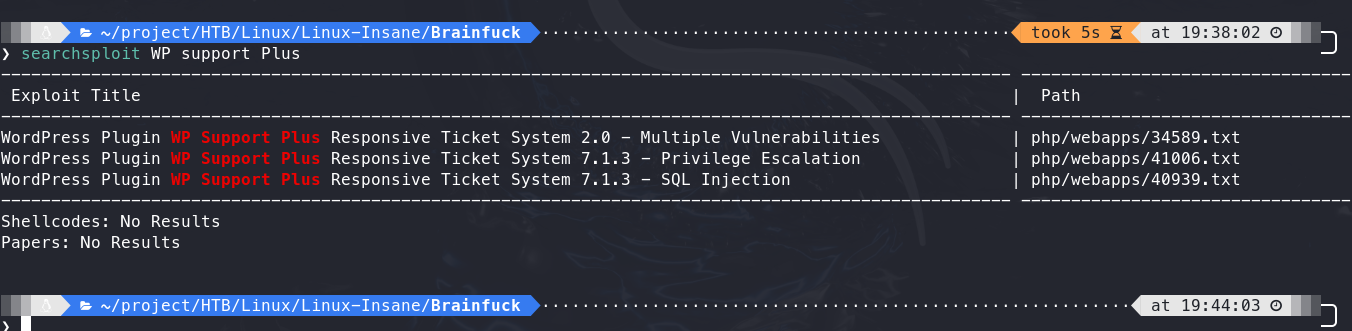 ~/project/HTB/Linux/Linux-Insane/Brainfuck took 5s at 19:38:02
❯ searchsploit WP support Plus
Exploit Title | Path
WordPress Plugin WP Support Plus Responsive Ticket System 2.0 - Multiple Vulnerabilities | php/webapps/34589.txt
WordPress Plugin WP Support Plus Responsive Ticket System 7.1.3 - Privilege Escalation | php/webapps/41006.txt
WordPress Plugin WP Support Plus Responsive Ticket System 7.1.3 - SQL Injection | php/webapps/40939.txt
Shellcodes: No Results
Papers: No Results
~/project/HTB/Linux/Linux-Insane/Brainfuck at 19:44:03
❯